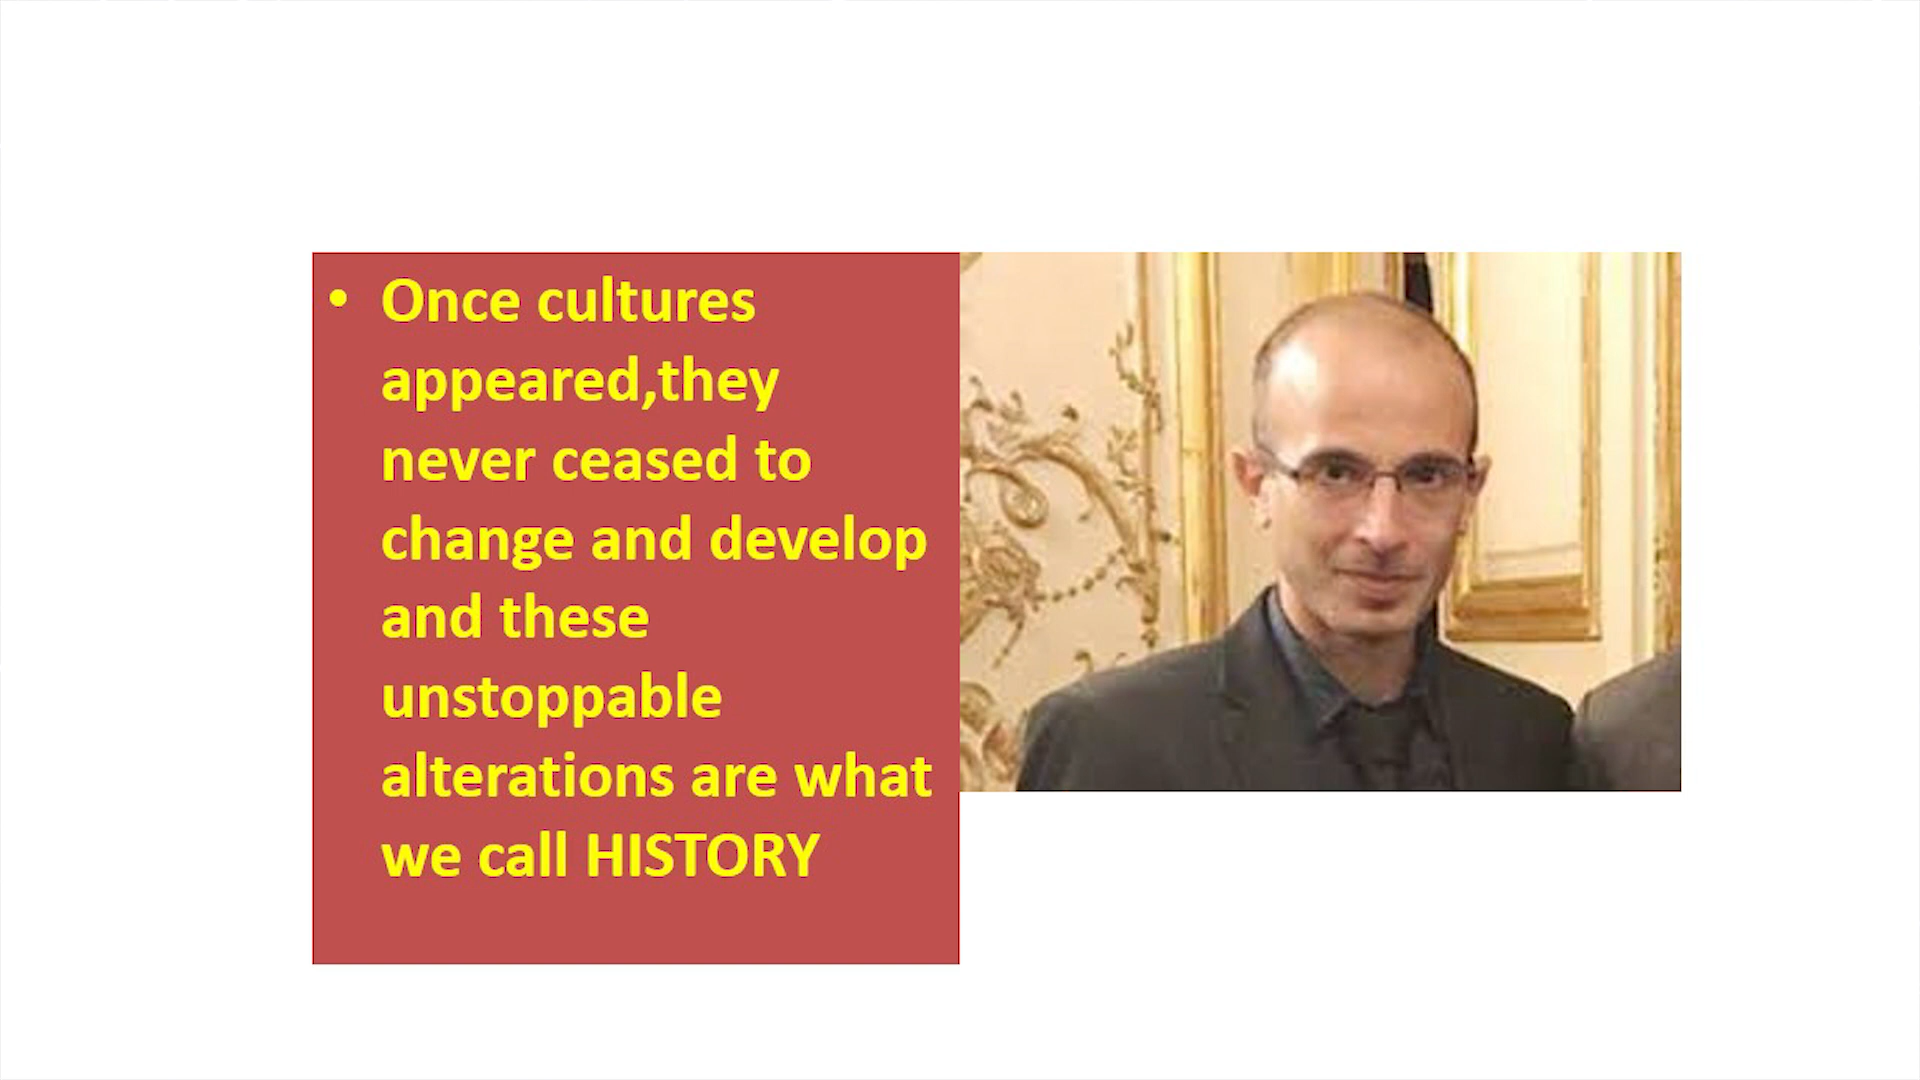 • Once cultures
appeared,they
never ceased to
change and develop
and these
unstoppable
alterations are what
we call HISTORY